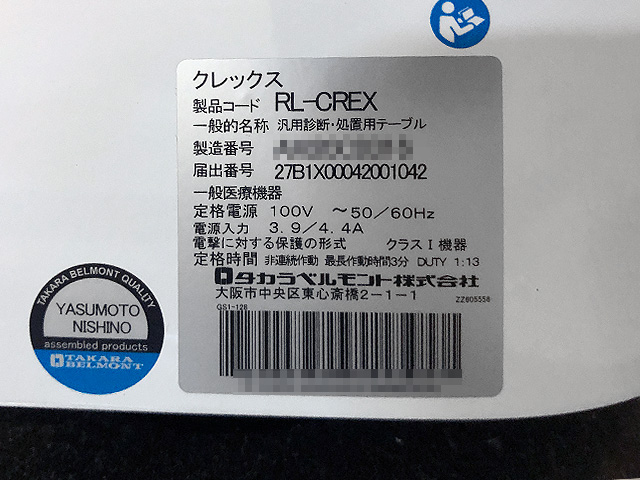 クレックス
製品コード RL-CREX
一般的名称 汎用診断・処置用テーブル
製造番号
届出番号 27B1X00042001042
一般医療機器
定格電源 100V ～50/60Hz
電源入力 3.9/4.4A
電撃に対する保護の形式 クラスⅠ機器
定格時間 非連続作動 最長作動時間3分 DUTY 1:13
タカラベルモント株式会社
大阪市中央区東心斎橋2-1-1
ZZ605550
GS1-128
TAKARA BELMONT QUALITY
YASUMOTO
NISHINO
assembled products
TAKARA
BELMONT